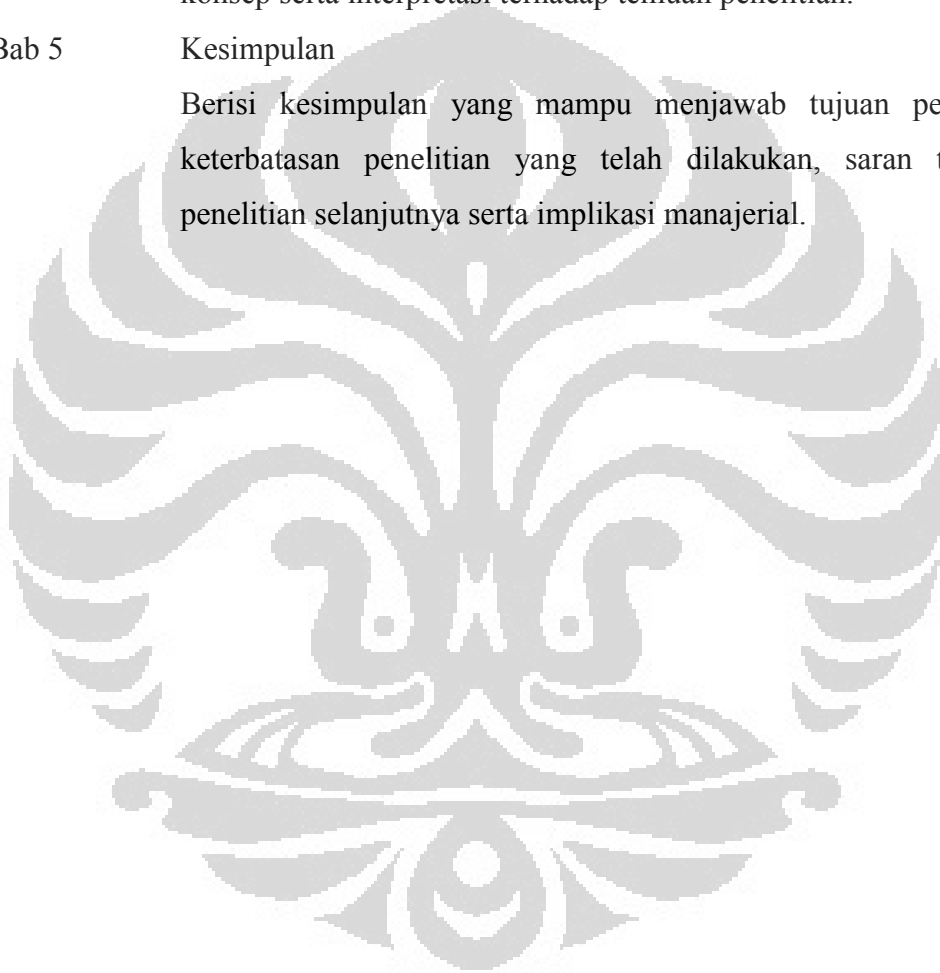 konsep serta interpretasi terhadap temuan penelitian.
Bab 5 Kesimpulan
Berisi kesimpulan yang mampu menjawab tujuan pe
keterbatasan penelitian yang telah dilakukan, saran t
penelitian selanjutnya serta implikasi manajerial.